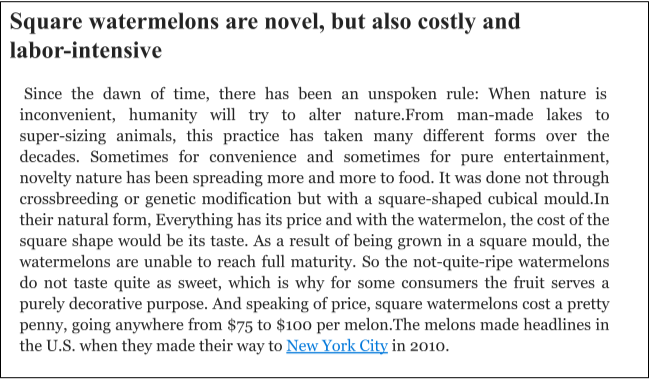 Square watermelons are novel, but also costly and
labor-intensive
Since the dawn of time, there has been an unspoken rule: When nature is
inconvenient, humanity will try to alter nature.From man-made lakes to
super-sizing animals, this practice has taken many different forms over the
decades. Sometimes for convenience and sometimes for pure entertainment,
novelty nature has been spreading more and more to food. It was done not through
crossbreeding or genetic modification but with a square-shaped cubical mould.In
their natural form, Everything has its price and with the watermelon, the cost of the
square shape would be its taste. As a result of being grown in a square mould, the
watermelons are unable to reach full maturity. So the not-quite-ripe watermelons
do not taste quite as sweet, which is why for some consumers the fruit serves a
purely decorative purpose. And speaking of price, square watermelons cost a pretty
penny, going anywhere from $75 to $100 per melon.The melons made headlines in
the U.S. when they made their way to New York City in 2010.